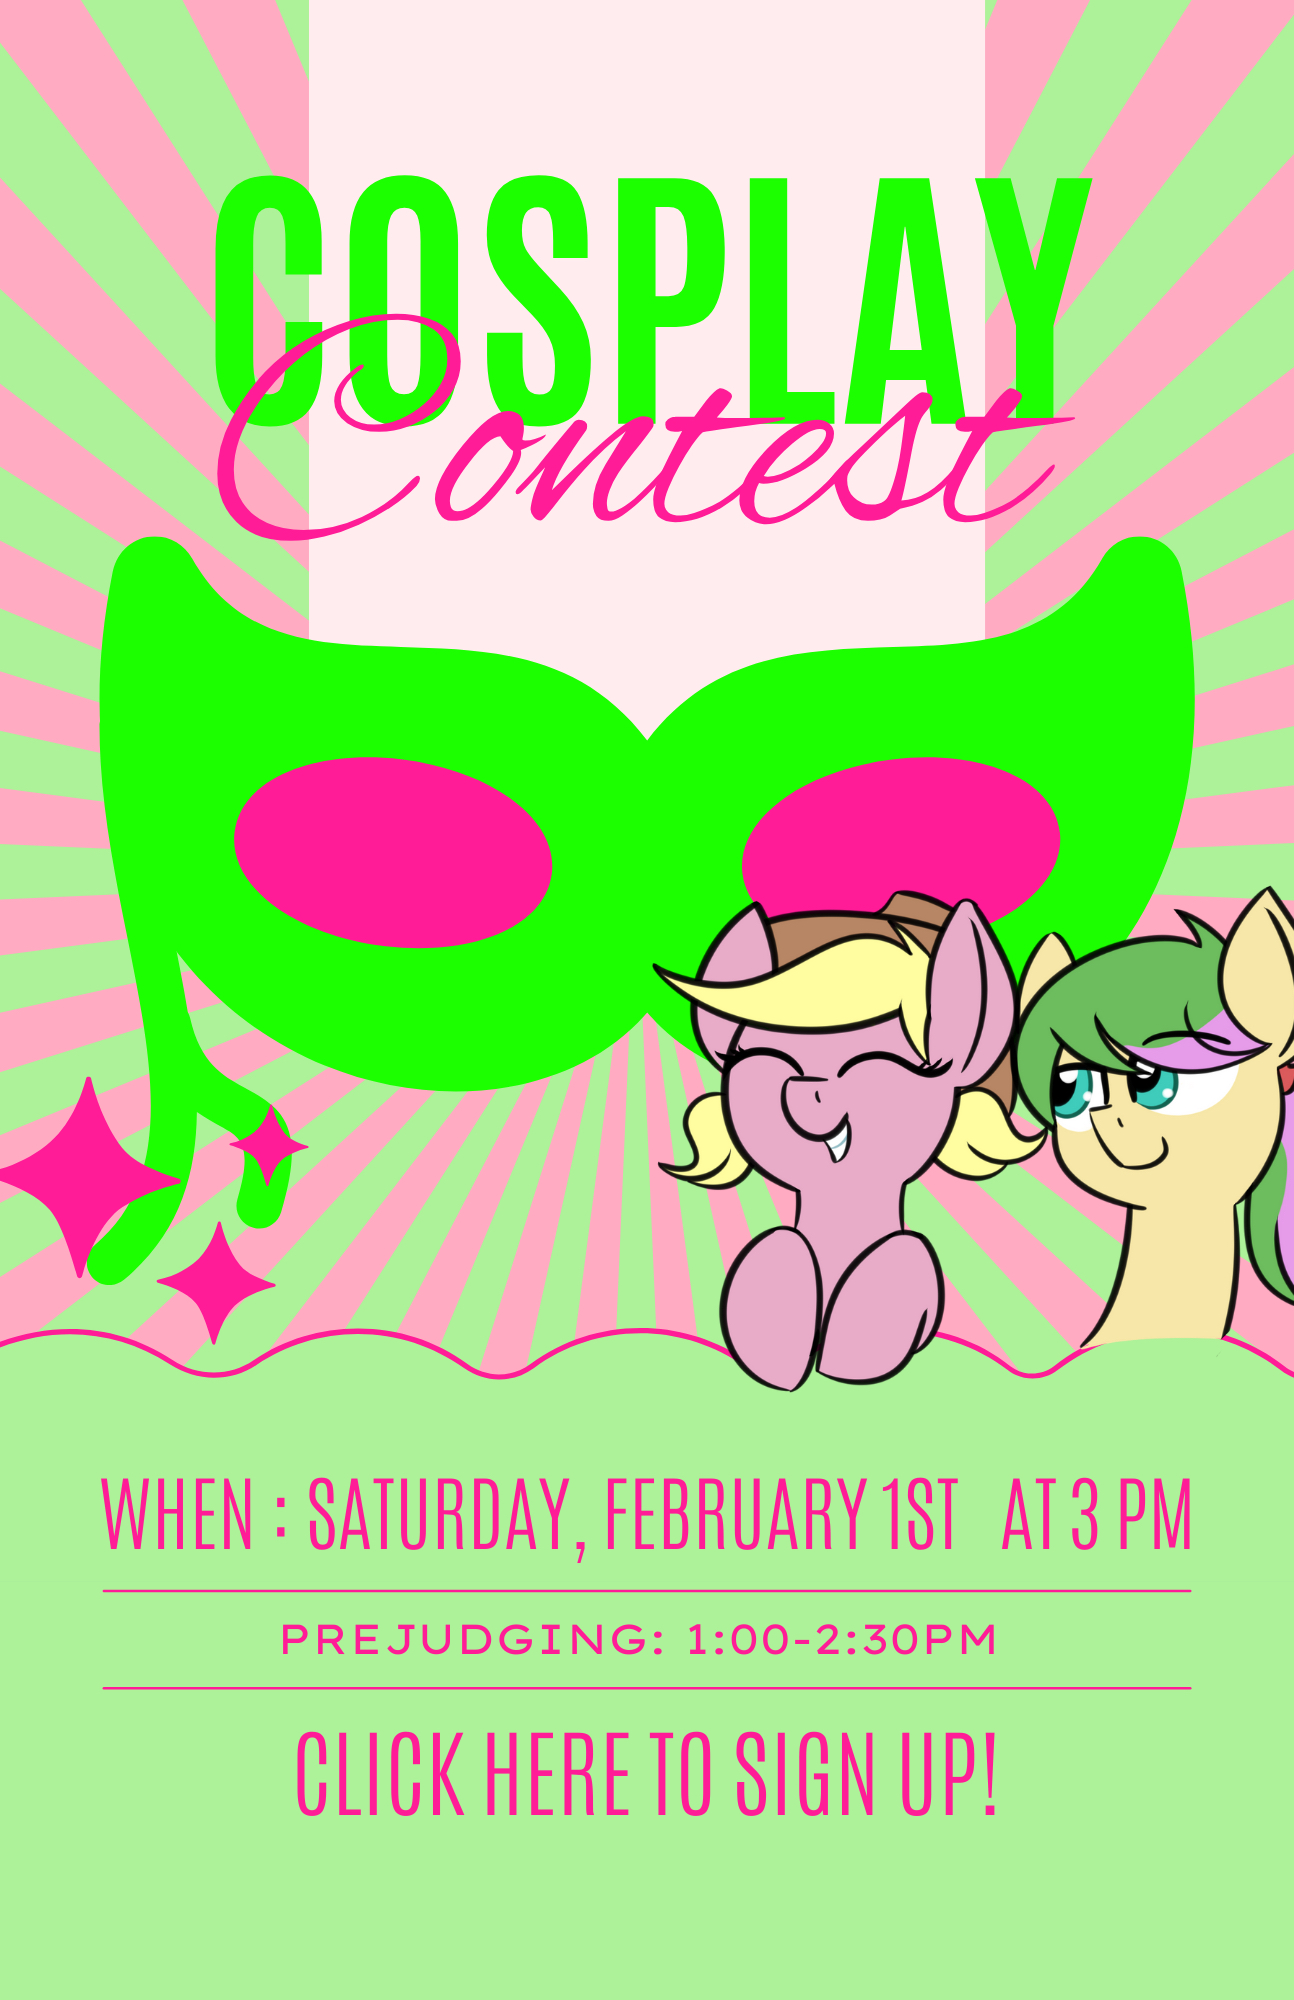 COSPLAY
Contest
WHEN : SATURDAY, FEBRUARY 1ST AT 3 PM
PREJUDGING: 1:00-2:30PM
CLICK HERE TO SIGN UP!